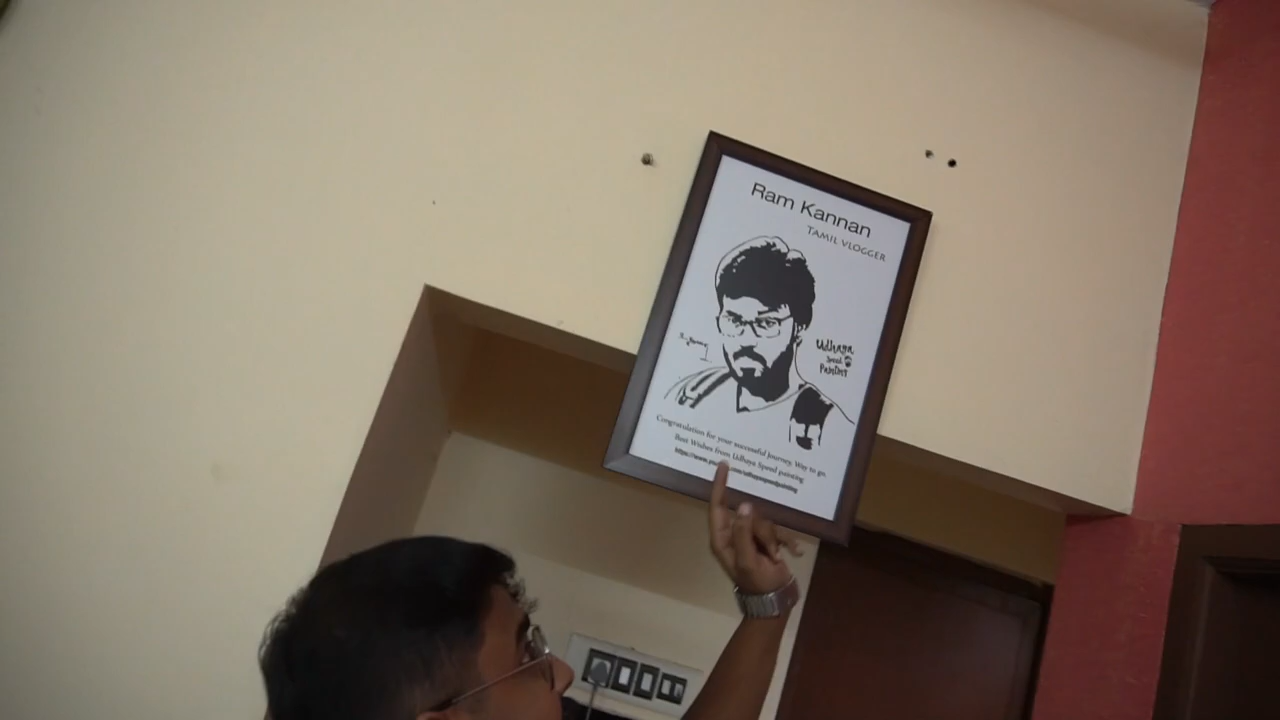 Ram Kannan
TAMIL VLOGGER
Udhaya
Speed
Painter
Congratulation for your successful Journey. Way to go.
Best Wishes from Udhaya Speed painting